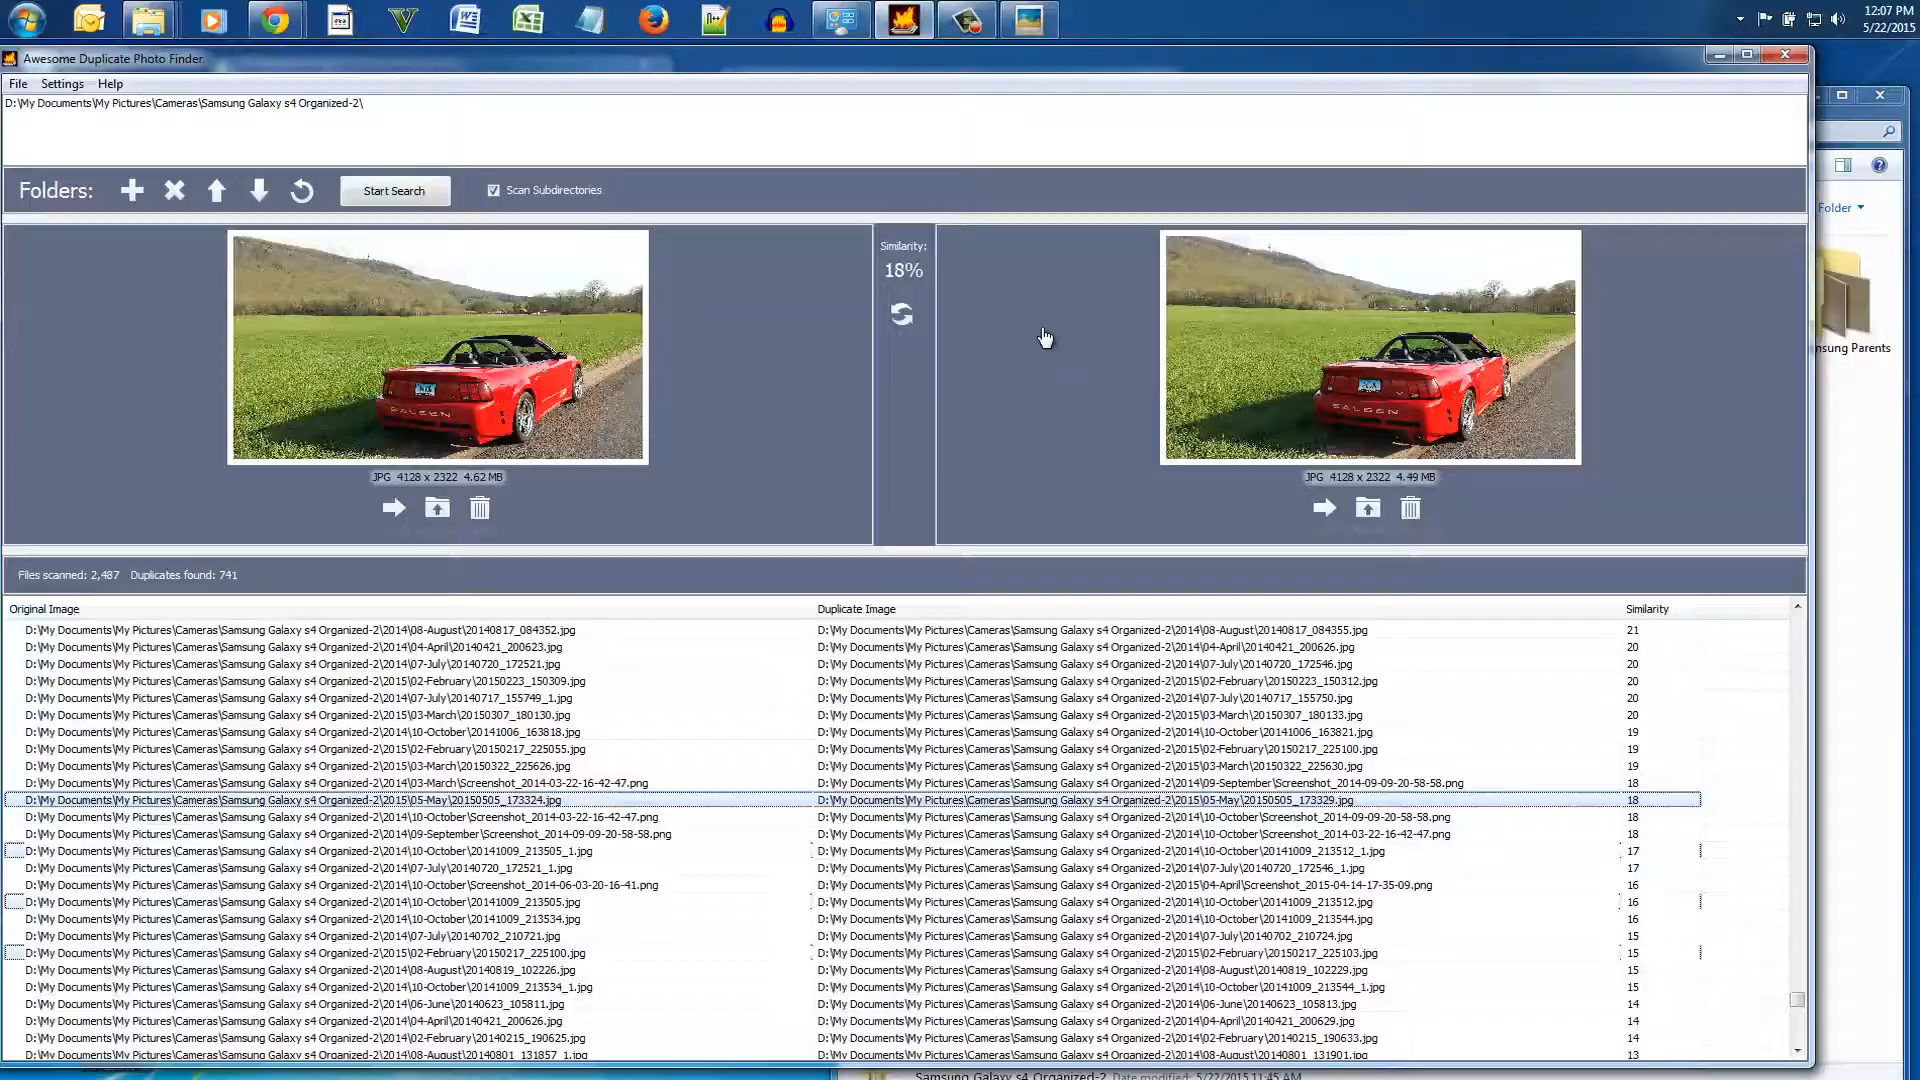 12:07 PM
5/22/2015
Awesome Duplicate Photo Finder
File Settings Help
D:\My Documents\My Pictures\Cameras\Samsung Galaxy s4 Organized-2\
Folders: Start Search Scan Subdirectories
Folder
Similarity:
18%
SALEEN
SALEEN
nsung Parents
JPG 4128 x 2322 4.62 MB
JPG 4128 x 2322 4.49 MB
Files scanned: 2,487 Duplicates found: 741
Original Image Duplicate Image Similarity
D:\My Documents\My Pictures\Cameras\Samsung Galaxy s4 Organized-2\2014\08-August\20140817_084352.jpg D:\My Documents\My Pictures\Cameras\Samsung Galaxy s4 Organized-2\2014\08-August\20140817_084355.jpg 21
D:\My Documents\My Pictures\Cameras\Samsung Galaxy s4 Organized-2\2014\04-April\20140421_200623.jpg D:\My Documents\My Pictures\Cameras\Samsung Galaxy s4 Organized-2\2014\04-April\20140421_200626.jpg 20
D:\My Documents\My Pictures\Cameras\Samsung Galaxy s4 Organized-2\2014\07-July\20140720_172521.jpg D:\My Documents\My Pictures\Cameras\Samsung Galaxy s4 Organized-2\2014\07-July\20140720_172546.jpg 20
D:\My Documents\My Pictures\Cameras\Samsung Galaxy s4 Organized-2\2015\02-February\20150223_150309.jpg D:\My Documents\My Pictures\Cameras\Samsung Galaxy s4 Organized-2\2015\02-February\20150223_150312.jpg 20
D:\My Documents\My Pictures\Cameras\Samsung Galaxy s4 Organized-2\2014\07-July\20140717_155749_1.jpg D:\My Documents\My Pictures\Cameras\Samsung Galaxy s4 Organized-2\2014\07-July\20140717_155750.jpg 20
D:\My Documents\My Pictures\Cameras\Samsung Galaxy s4 Organized-2\2015\03-March\20150307_180130.jpg D:\My Documents\My Pictures\Cameras\Samsung Galaxy s4 Organized-2\2015\03-March\20150307_180133.jpg 20
D:\My Documents\My Pictures\Cameras\Samsung Galaxy s4 Organized-2\2014\10-October\20141006_163818.jpg D:\My Documents\My Pictures\Cameras\Samsung Galaxy s4 Organized-2\2014\10-October\20141006_163821.jpg 19
D:\My Documents\My Pictures\Cameras\Samsung Galaxy s4 Organized-2\2015\02-February\20150217_225055.jpg D:\My Documents\My Pictures\Cameras\Samsung Galaxy s4 Organized-2\2015\02-February\20150217_225100.jpg 19
D:\My Documents\My Pictures\Cameras\Samsung Galaxy s4 Organized-2\2015\03-March\20150322_225626.jpg D:\My Documents\My Pictures\Cameras\Samsung Galaxy s4 Organized-2\2015\03-March\20150322_225630.jpg 19
D:\My Documents\My Pictures\Cameras\Samsung Galaxy s4 Organized-2\2014\03-March\Screenshot_2014-03-22-16-42-47.png D:\My Documents\My Pictures\Cameras\Samsung Galaxy s4 Organized-2\2014\09-September\Screenshot_2014-09-09-20-58-58.png 18
D:\My Documents\My Pictures\Cameras\Samsung Galaxy s4 Organized-2\2015\05-May\20150505_173324.jpg D:\My Documents\My Pictures\Cameras\Samsung Galaxy s4 Organized-2\2015\05-May\20150505_173329.jpg 18
D:\My Documents\My Pictures\Cameras\Samsung Galaxy s4 Organized-2\2014\10-October\Screenshot_2014-03-22-16-42-47.png D:\My Documents\My Pictures\Cameras\Samsung Galaxy s4 Organized-2\2014\10-October\Screenshot_2014-09-09-20-58-58.png 18
D:\My Documents\My Pictures\Cameras\Samsung Galaxy s4 Organized-2\2014\09-September\Screenshot_2014-09-09-20-58-58.png D:\My Documents\My Pictures\Cameras\Samsung Galaxy s4 Organized-2\2014\10-October\Screenshot_2014-03-22-16-42-47.png 18
D:\My Documents\My Pictures\Cameras\Samsung Galaxy s4 Organized-2\2014\10-October\20141009_213505_1.jpg D:\My Documents\My Pictures\Cameras\Samsung Galaxy s4 Organized-2\2014\10-October\20141009_213512_1.jpg 17
D:\My Documents\My Pictures\Cameras\Samsung Galaxy s4 Organized-2\2014\07-July\20140720_172521_1.jpg D:\My Documents\My Pictures\Cameras\Samsung Galaxy s4 Organized-2\2014\07-July\20140720_172546_1.jpg 17
D:\My Documents\My Pictures\Cameras\Samsung Galaxy s4 Organized-2\2014\10-October\Screenshot_2014-06-03-20-16-41.png D:\My Documents\My Pictures\Cameras\Samsung Galaxy s4 Organized-2\2015\04-April\Screenshot_2015-04-14-17-35-09.png 16
D:\My Documents\My Pictures\Cameras\Samsung Galaxy s4 Organized-2\2014\10-October\20141009_213505.jpg D:\My Documents\My Pictures\Cameras\Samsung Galaxy s4 Organized-2\2014\10-October\20141009_213512.jpg 16
D:\My Documents\My Pictures\Cameras\Samsung Galaxy s4 Organized-2\2014\10-October\20141009_213534.jpg D:\My Documents\My Pictures\Cameras\Samsung Galaxy s4 Organized-2\2014\10-October\20141009_213544.jpg 16
D:\My Documents\My Pictures\Cameras\Samsung Galaxy s4 Organized-2\2014\07-July\20140702_210721.jpg D:\My Documents\My Pictures\Cameras\Samsung Galaxy s4 Organized-2\2014\07-July\20140702_210724.jpg 15
D:\My Documents\My Pictures\Cameras\Samsung Galaxy s4 Organized-2\2015\02-February\20150217_225100.jpg D:\My Documents\My Pictures\Cameras\Samsung Galaxy s4 Organized-2\2015\02-February\20150217_225103.jpg 15
D:\My Documents\My Pictures\Cameras\Samsung Galaxy s4 Organized-2\2014\08-August\20140819_102226.jpg D:\My Documents\My Pictures\Cameras\Samsung Galaxy s4 Organized-2\2014\08-August\20140819_102229.jpg 15
D:\My Documents\My Pictures\Cameras\Samsung Galaxy s4 Organized-2\2014\10-October\20141009_213534_1.jpg D:\My Documents\My Pictures\Cameras\Samsung Galaxy s4 Organized-2\2014\10-October\20141009_213544_1.jpg 15
D:\My Documents\My Pictures\Cameras\Samsung Galaxy s4 Organized-2\2014\06-June\20140623_105811.jpg D:\My Documents\My Pictures\Cameras\Samsung Galaxy s4 Organized-2\2014\06-June\20140623_105813.jpg 14
D:\My Documents\My Pictures\Cameras\Samsung Galaxy s4 Organized-2\2014\04-April\20140421_200626.jpg D:\My Documents\My Pictures\Cameras\Samsung Galaxy s4 Organized-2\2014\04-April\20140421_200629.jpg 14
D:\My Documents\My Pictures\Cameras\Samsung Galaxy s4 Organized-2\2014\02-February\20140215_190625.jpg D:\My Documents\My Pictures\Cameras\Samsung Galaxy s4 Organized-2\2014\02-February\20140215_190633.jpg 14
D:\My Documents\My Pictures\Cameras\Samsung Galaxy s4 Organized-2\2014\08-August\20140801_131857_1.jpg D:\My Documents\My Pictures\Cameras\Samsung Galaxy s4 Organized-2\2014\08-August\20140801_131901.jpg 13
Samsung Galaxy s4 Organized-2 Date modified: 5/22/2015 11:45 AM